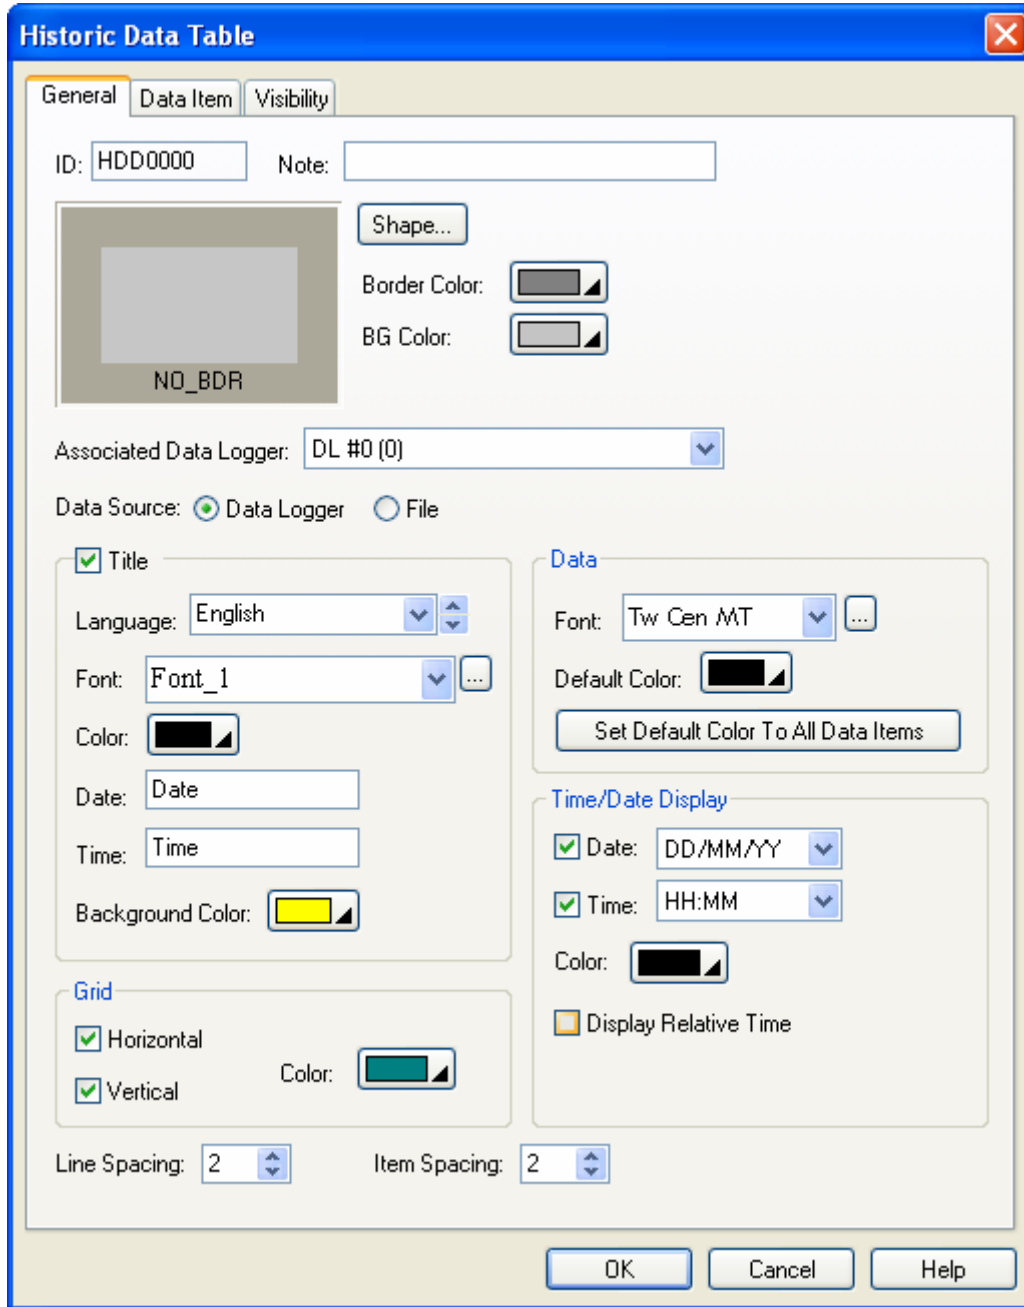 Historic Data Table
General Data Item Visibility
ID: HDD0000 Note:
Shape...
Border Color:
BG Color:
NO_BDR
Associated Data Logger: DL #0 (0)
Data Source: Data Logger File
Title
Language: English
Font: Font_1 ...
Color:
Date: Date
Time: Time
Background Color:
Data
Font: Tw Cen MT ...
Default Color:
Set Default Color To All Data Items
Time/Date Display
Date: DD/MM/YY
Time: HH:MM
Color:
Display Relative Time
Grid
Horizontal
Vertical
Color:
Line Spacing: 2 Item Spacing: 2
OK Cancel Help